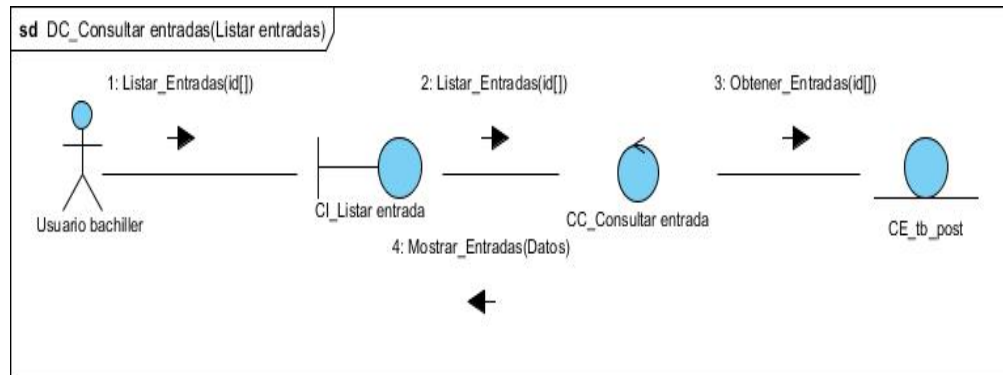 sd DC_Consultar entradas(Listar entradas)
1: Listar_Entradas(id[])
2: Listar_Entradas(id[])
3: Obtener_Entradas(id[])
Usuario bachiller
CI_Listar entrada
CC_Consultar entrada
CE_tb_post
4: Mostrar_Entradas(Datos)